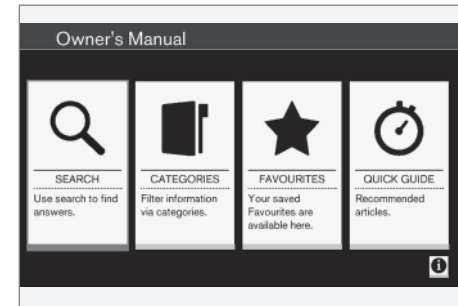 Owner's Manual
SEARCH
Use search to find
answers.
CATEGORIES
Filter information
via categories.
FAVOURITES
Your saved
Favourites are
available here.
QUICK GUIDE
Recommended
articles.